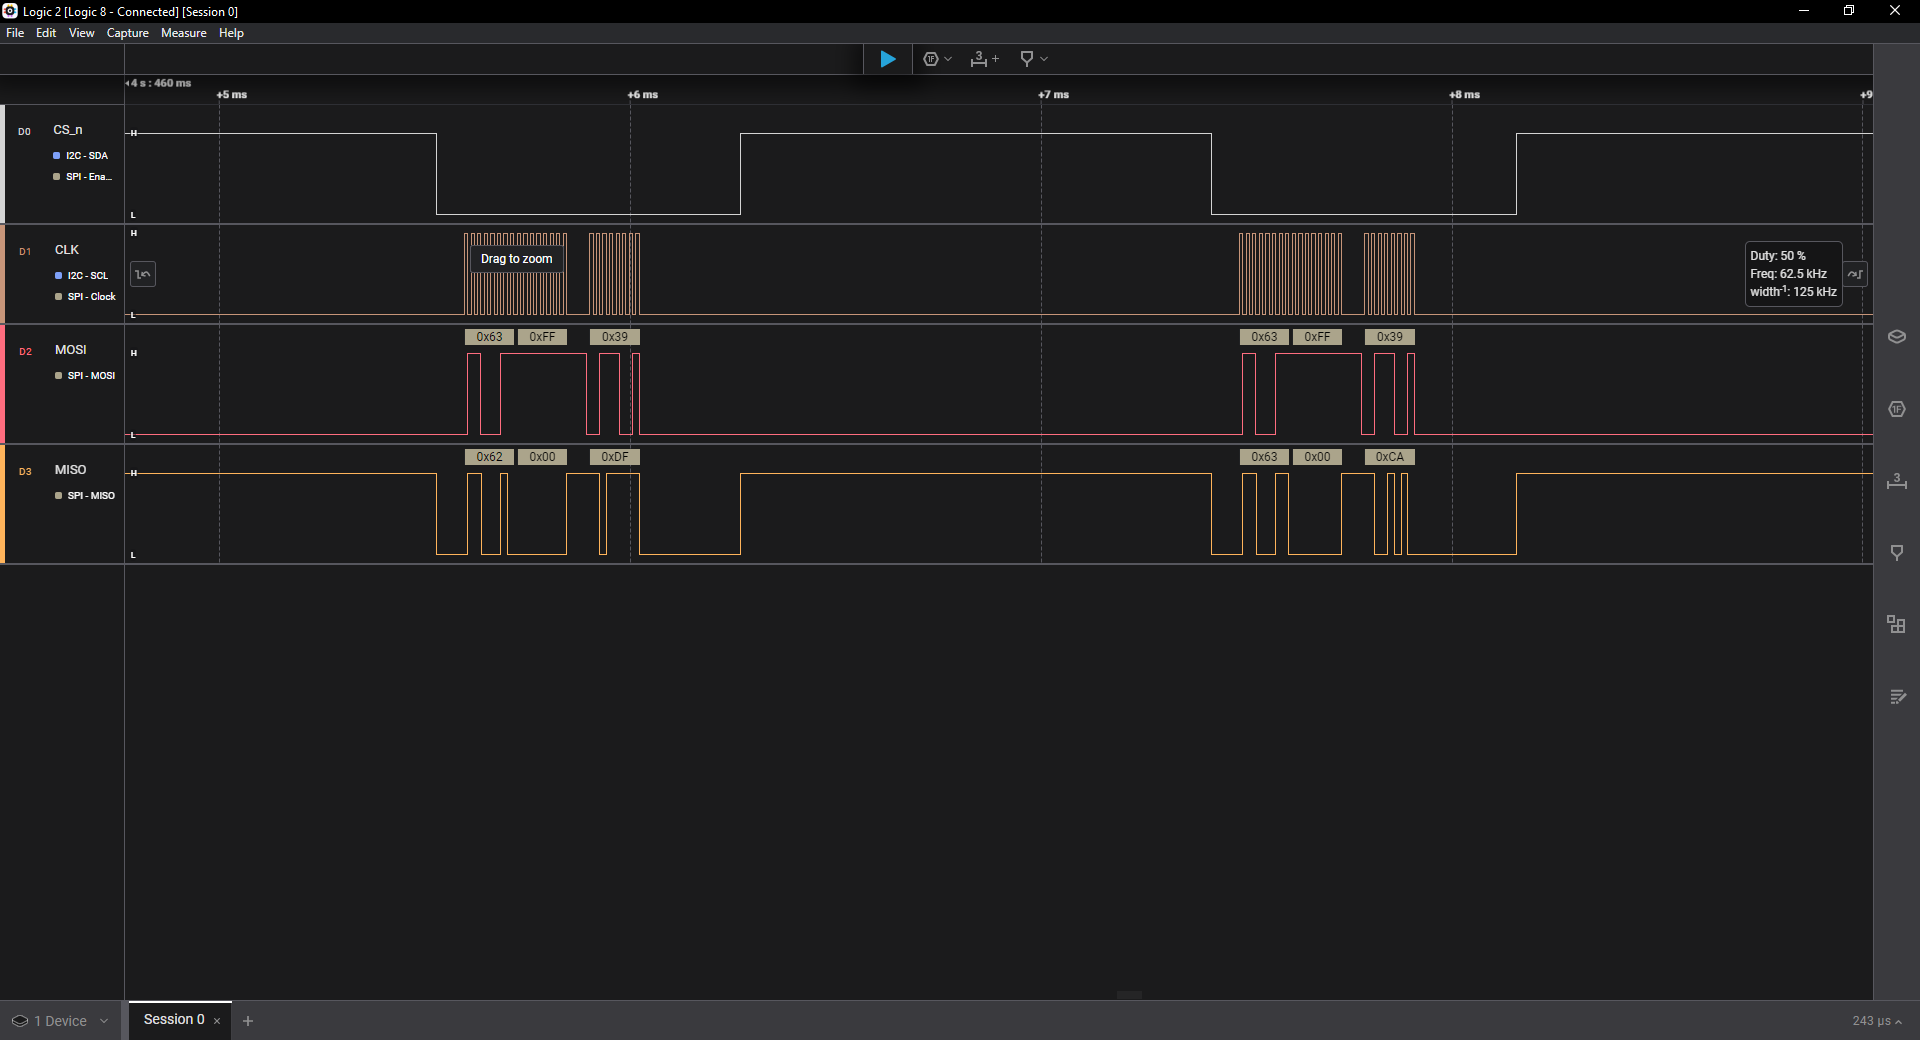 Logic 2 [Logic 8 - Connected] [Session 0]
File Edit View Capture Measure Help
1F 3 +
4 s : 460 ms
+5 ms +6 ms +7 ms +8 ms +9
D0 CS_n
I2C - SDA
SPI - Ena...
H
L
D1 CLK
I2C - SCL
SPI - Clock
H
L
Drag to zoom
Duty: 50 %
Freq: 62.5 kHz
width-1: 125 kHz
D2 MOSI
SPI - MOSI
H
L
0x63 0xFF 0x39 0x63 0xFF 0x39
D3 MISO
SPI - MISO
H
L
0x62 0x00 0xDF 0x63 0x00 0xCA
1F
3
1 Device Session 0 × + 243 µs